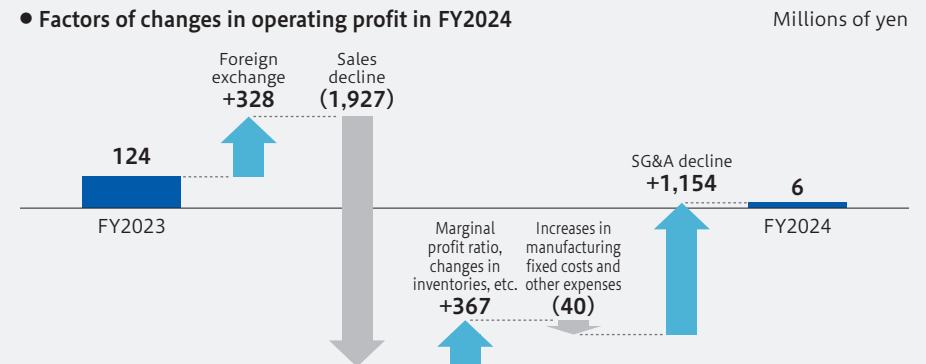 ● Factors of changes in operating profit in FY2024
Millions of yen
124
FY2023
Foreign
exchange
+328
Sales
decline
(1,927)
Marginal
profit ratio,
changes in
inventories, etc.
+367
Increases in
manufacturing
fixed costs and
other expenses
(40)
SG&A decline
+1,154
6
FY2024